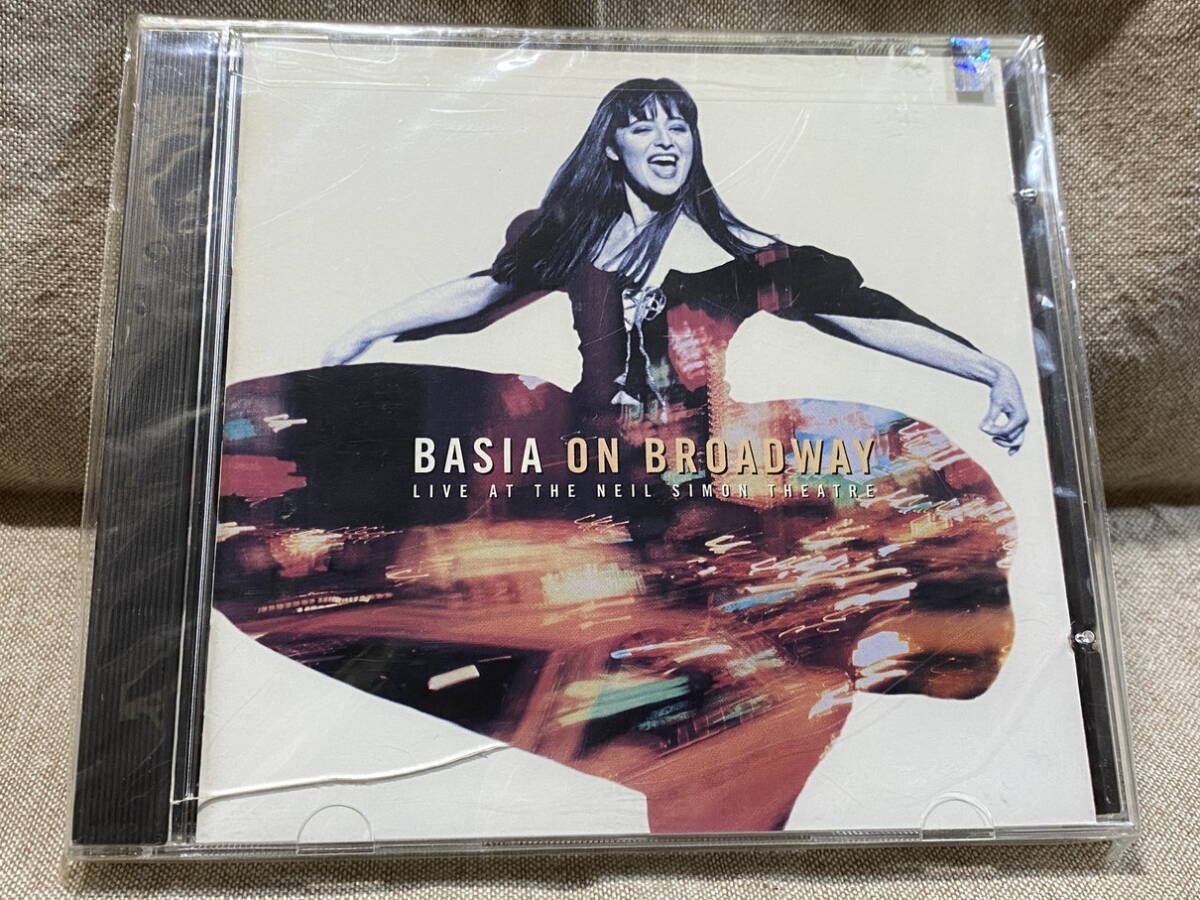 BASIA ON BROADWAY
LIVE AT THE NEIL SIMON THEATRE